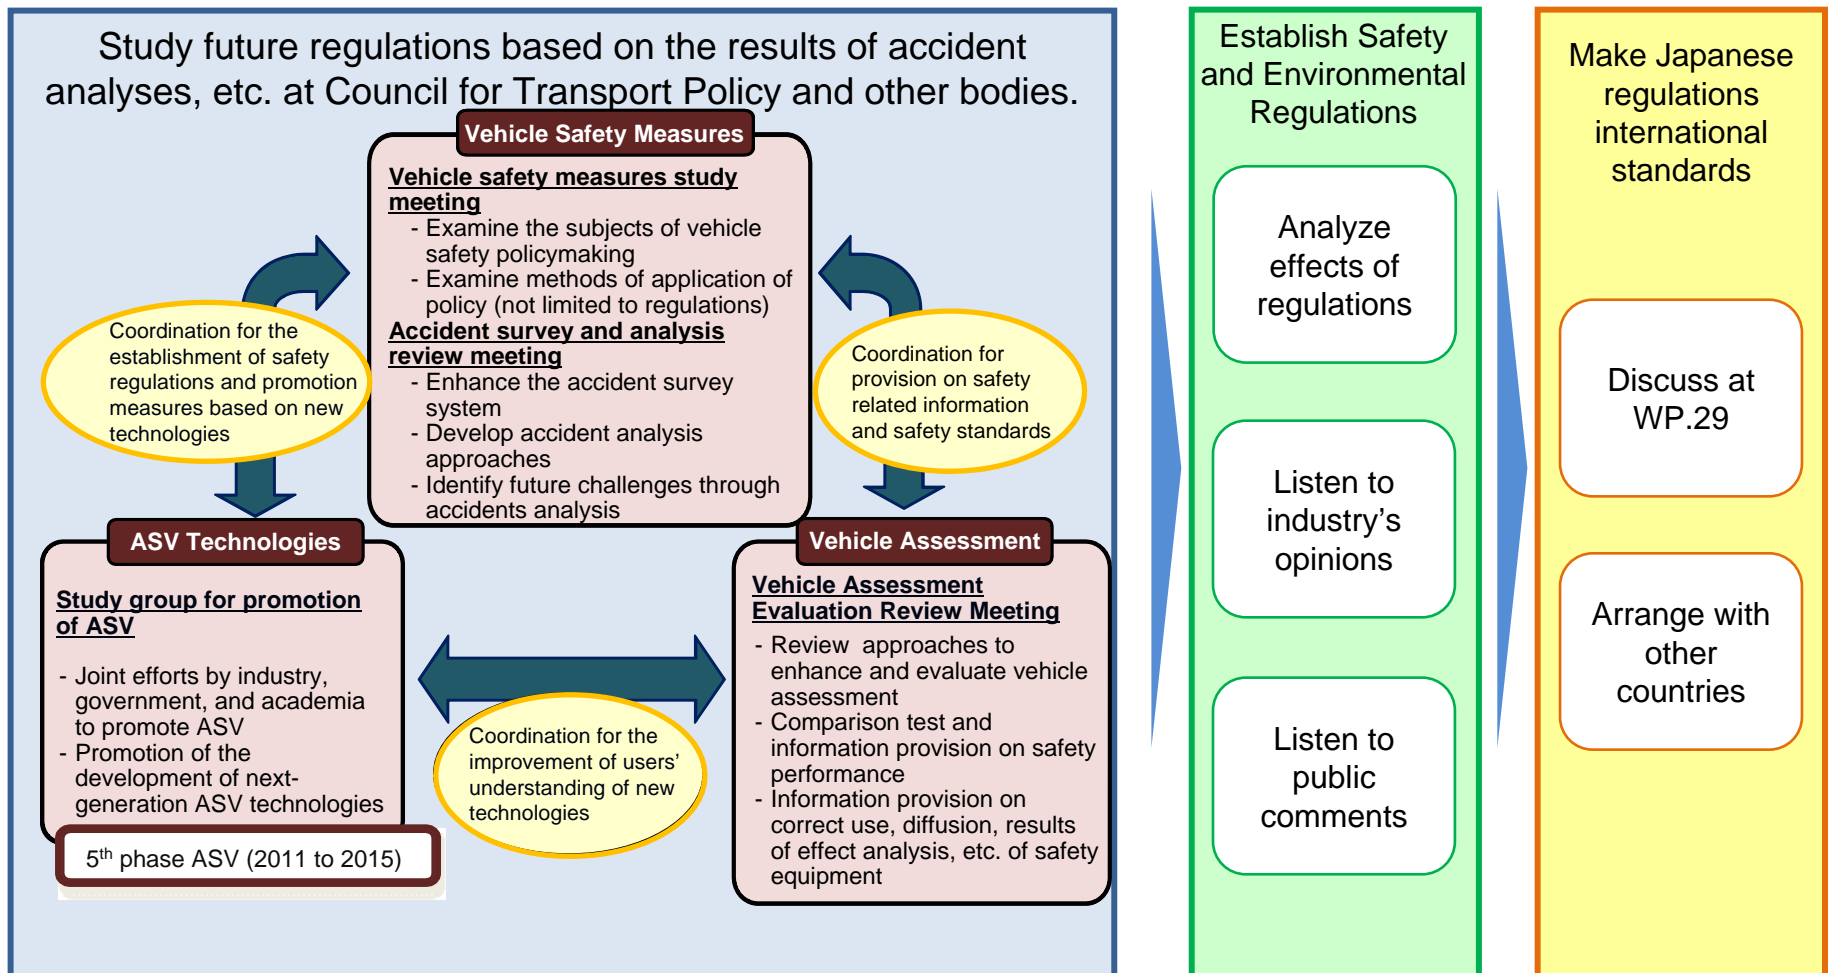 Study future regulations based on the results of accident
analyses, etc. at Council for Transport Policy and other bodies.
Vehicle Safety Measures
Vehicle safety measures study
meeting
- Examine the subjects of vehicle
safety policymaking
- Examine methods of application of
policy (not limited to regulations)
Accident survey and analysis
review meeting
- Enhance the accident survey
system
- Develop accident analysis
approaches
- Identify future challenges through
accidents analysis
Coordination for the
establishment of safety
regulations and promotion
measures based on new
technologies
Coordination for
provision on safety
related information
and safety standards
ASV Technologies
Study group for promotion
of ASV
- Joint efforts by industry,
government, and academia
to promote ASV
- Promotion of the
development of next-
generation ASV technologies
5th phase ASV (2011 to 2015)
Coordination for the
improvement of users’
understanding of new
technologies
Vehicle Assessment
Vehicle Assessment
Evaluation Review Meeting
- Review approaches to
enhance and evaluate vehicle
assessment
- Comparison test and
information provision on safety
performance
- Information provision on
correct use, diffusion, results
of effect analysis, etc. of safety
equipment
Establish Safety
and Environmental
Regulations
Analyze
effects of
regulations
Listen to
industry’s
opinions
Listen to
public
comments
Make Japanese
regulations
international
standards
Discuss at
WP.29
Arrange with
other
countries